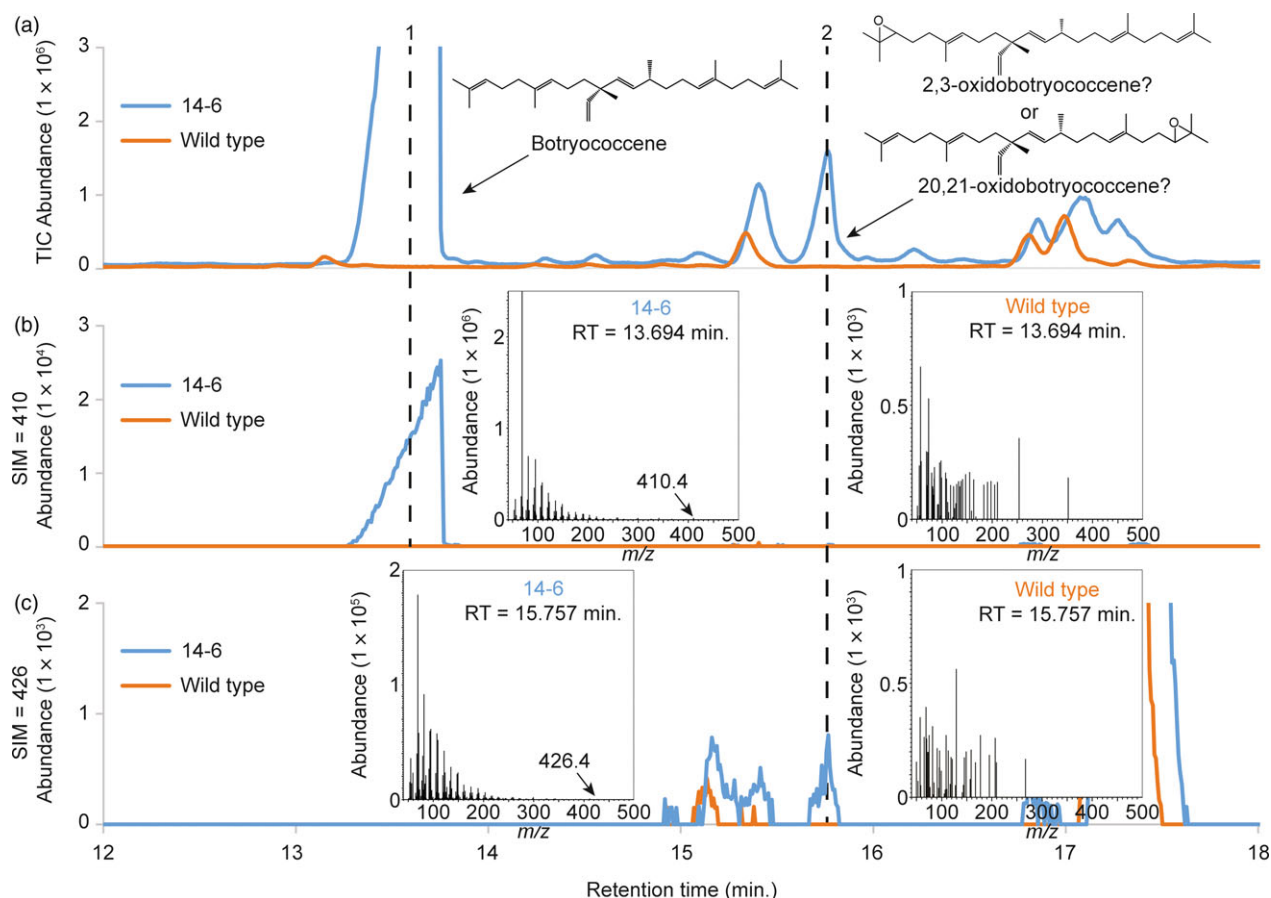 (a)
TIC Abundance (1 × 10⁶)
3
2
1
0
14-6
Wild type
1
2
Botryococcene
O
2,3-oxidobotryococcene?
or
O
20,21-oxidobotryococcene?
(b)
SIM = 410
Abundance (1 × 10⁴)
3
2
1
0
14-6
Wild type
Abundance (1 × 10⁶)
2
1
0
14-6
RT = 13.694 min.
410.4
100 200 300 400 500
m/z
Abundance (1 × 10³)
1
0.5
0
Wild type
RT = 13.694 min.
100 200 300 400 500
m/z
(c)
SIM = 426
Abundance (1 × 10³)
2
1
0
14-6
Wild type
Abundance (1 × 10⁵)
2
1
0
14-6
RT = 15.757 min.
426.4
100 200 300 400 500
m/z
Abundance (1 × 10³)
1
0.5
0
Wild type
RT = 15.757 min.
100 200 300 400 500
m/z
12 13 14 15 16 17 18
Retention time (min.)